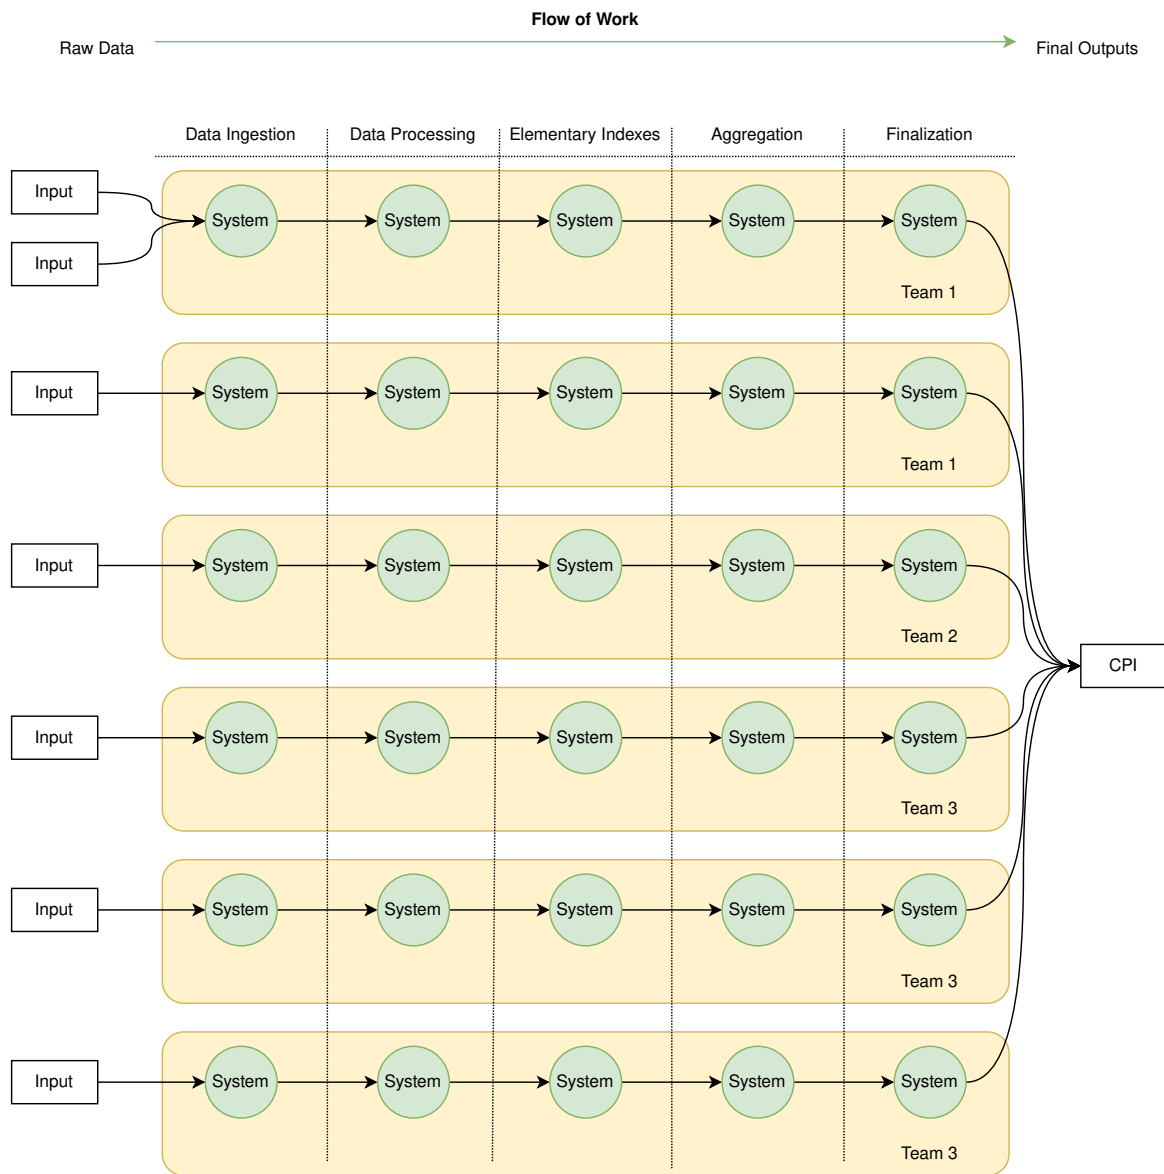 Flow of Work
Raw Data
Final Outputs
Data Ingestion
Data Processing
Elementary Indexes
Aggregation
Finalization
Input
Input
System
System
System
System
System
Team 1
Input
System
System
System
System
System
Team 1
Input
System
System
System
System
System
Team 2
CPI
Input
System
System
System
System
System
Team 3
Input
System
System
System
System
System
Team 3
Input
System
System
System
System
System
Team 3